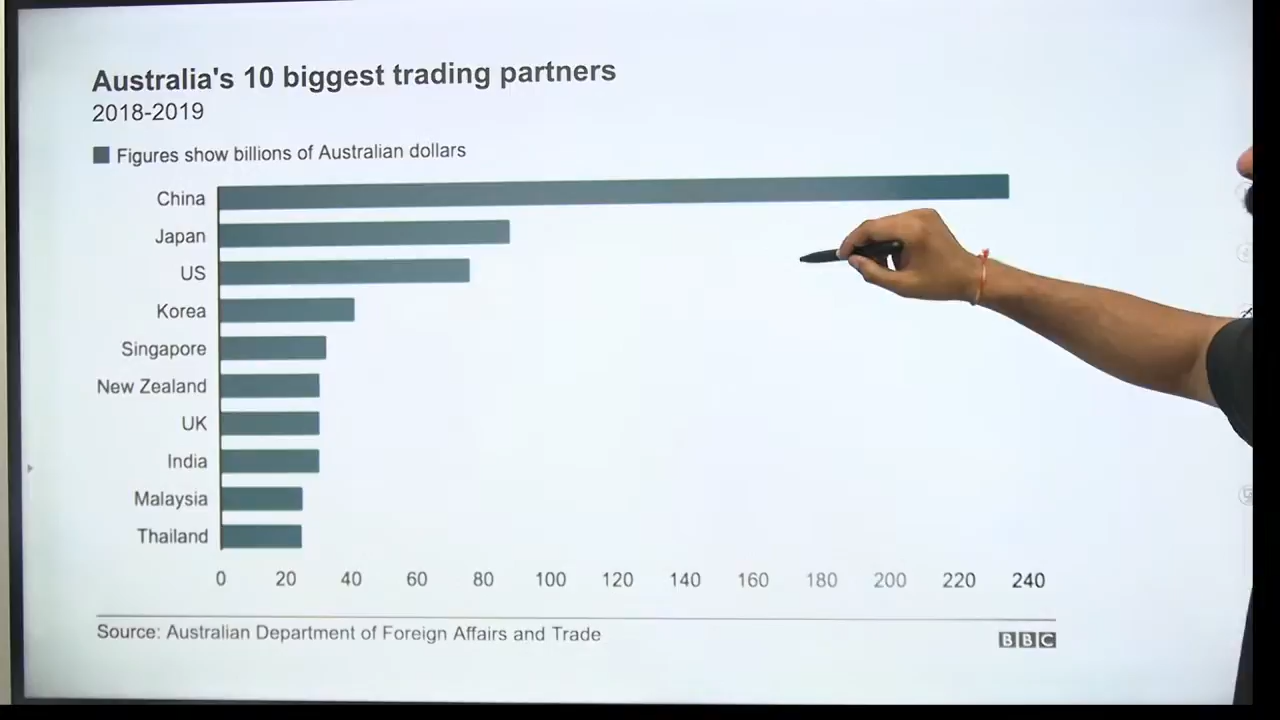 Australia's 10 biggest trading partners
2018-2019
Figures show billions of Australian dollars
China
Japan
US
Korea
Singapore
New Zealand
UK
India
Malaysia
Thailand
0 20 40 60 80 100 120 140 160 180 200 220 240
Source: Australian Department of Foreign Affairs and Trade
BBC